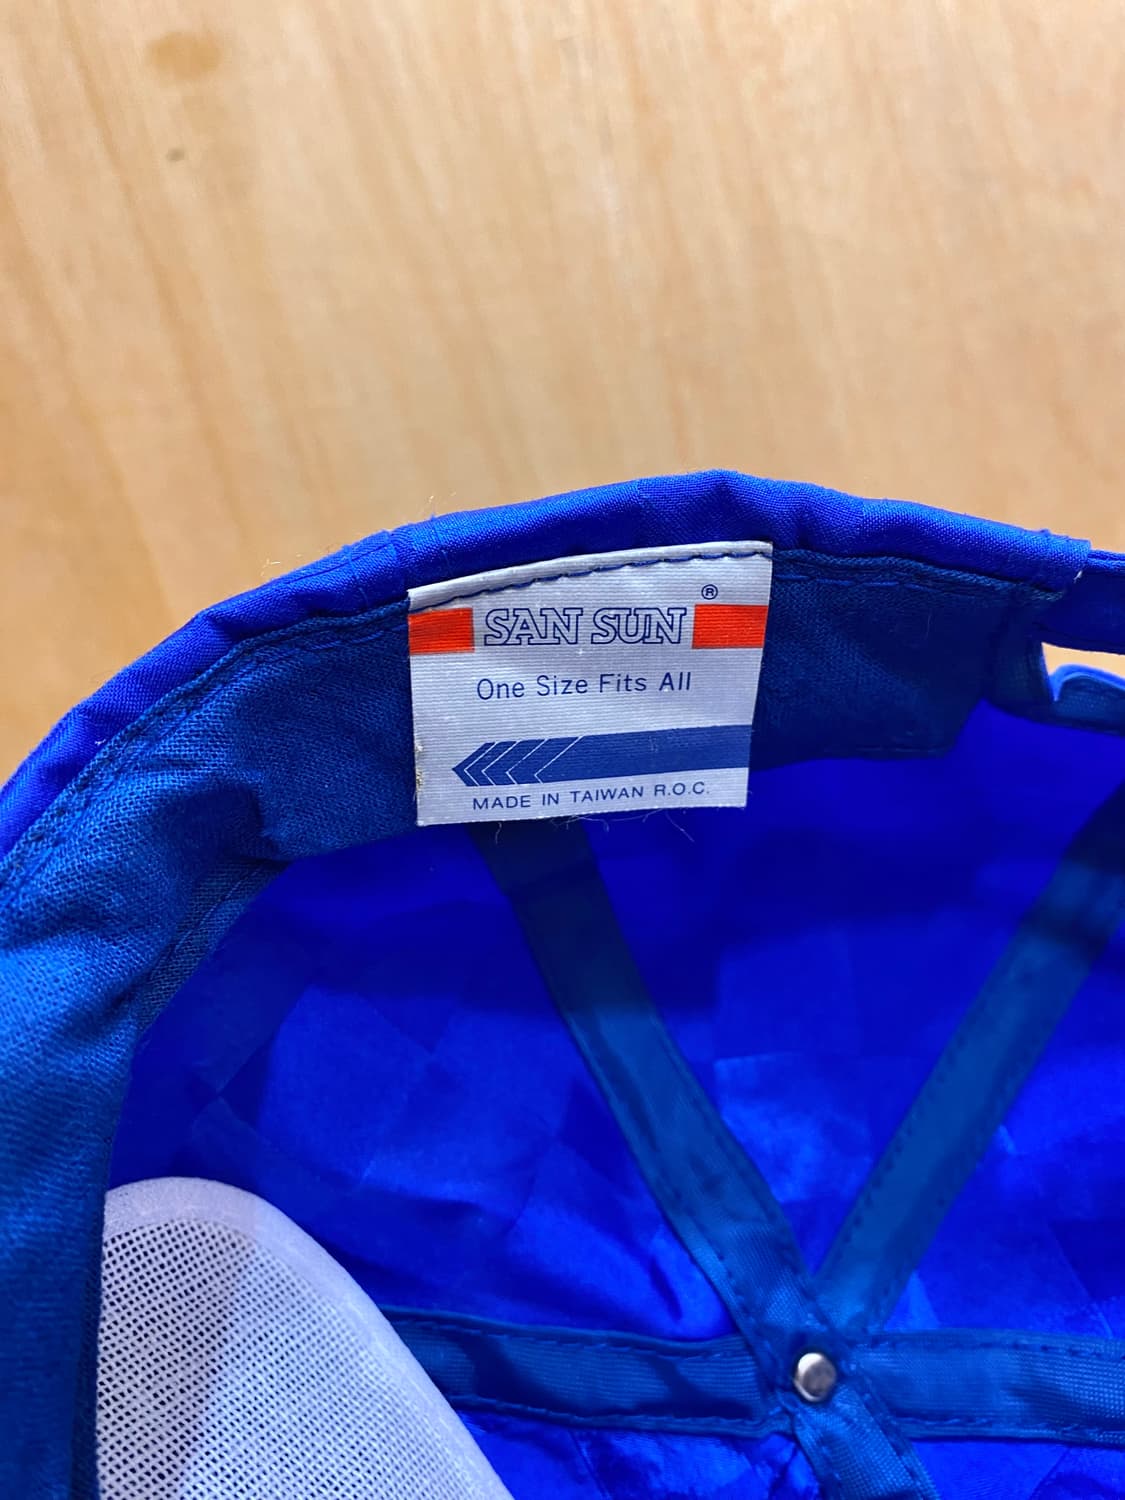 ®
SAN SUN
One Size Fits All
MADE IN TAIWAN R.O.C.